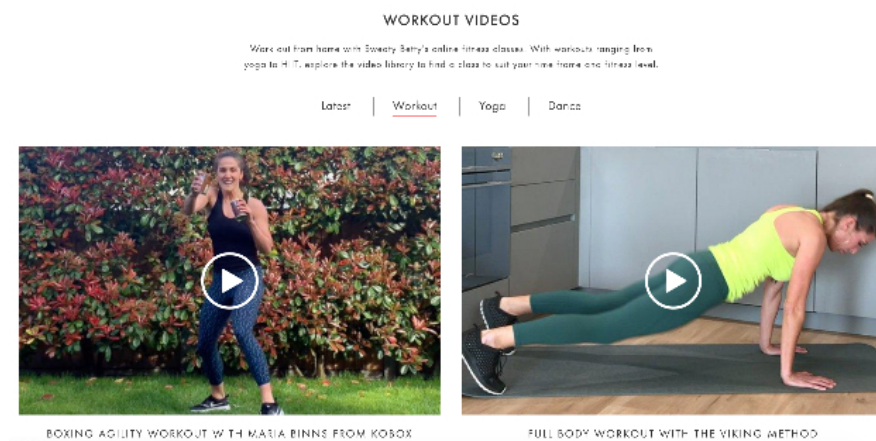 WORKOUT VIDEOS
Work out from home with Sweaty Betty's online fitness classes. With workouts ranging from
yoga to HIIT, explore the video library to find a class to suit your time frame and fitness level.
Latest
Workout
Yoga
Dance
BOXING AGILITY WORKOUT WITH MARIA BINNS FROM KOBOX
FULL BODY WORKOUT WITH THE VIKING METHOD